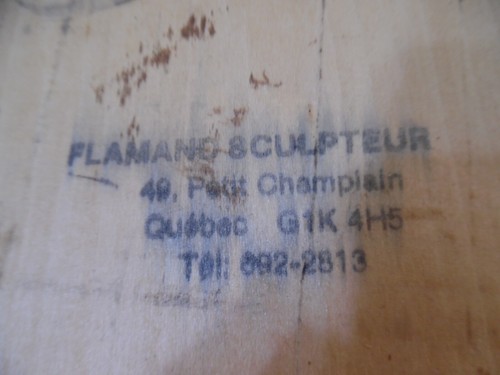 FLAMAND SCULPTEUR
49, Petit Champlain
Québec G1K 4H5
Tél: 692-2813